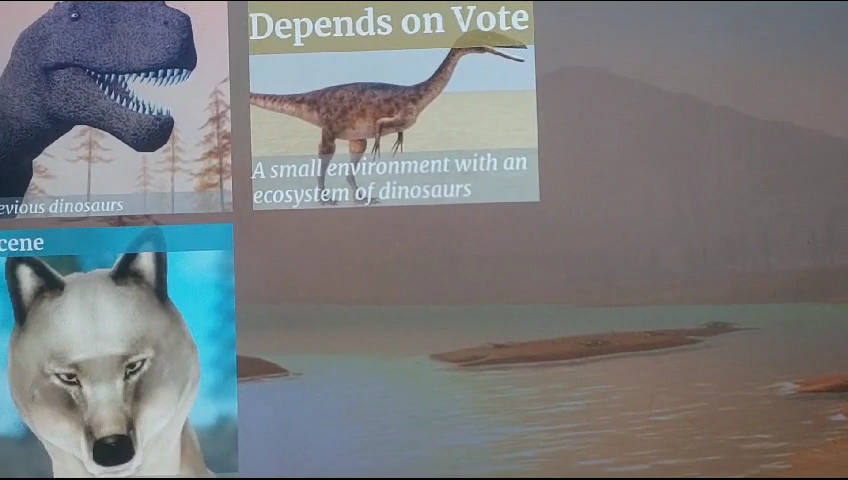 Depends on Vote
A small environment with an
ecosystem of dinosaurs
evious dinosaurs
cene